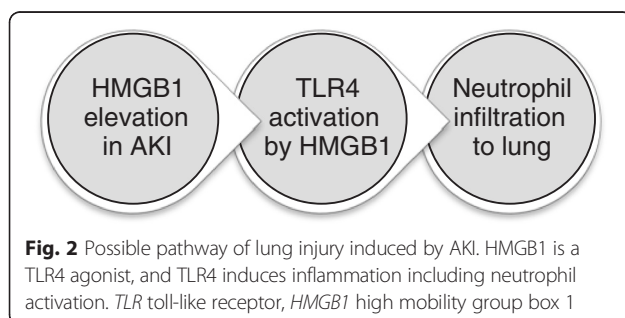 HMGB1
elevation
in AKI
TLR4
activation
by HMGB1
Neutrophil
infiltration
to lung
Fig. 2 Possible pathway of lung injury induced by AKI. HMGB1 is a
TLR4 agonist, and TLR4 induces inflammation including neutrophil
activation. TLR toll-like receptor, HMGB1 high mobility group box 1